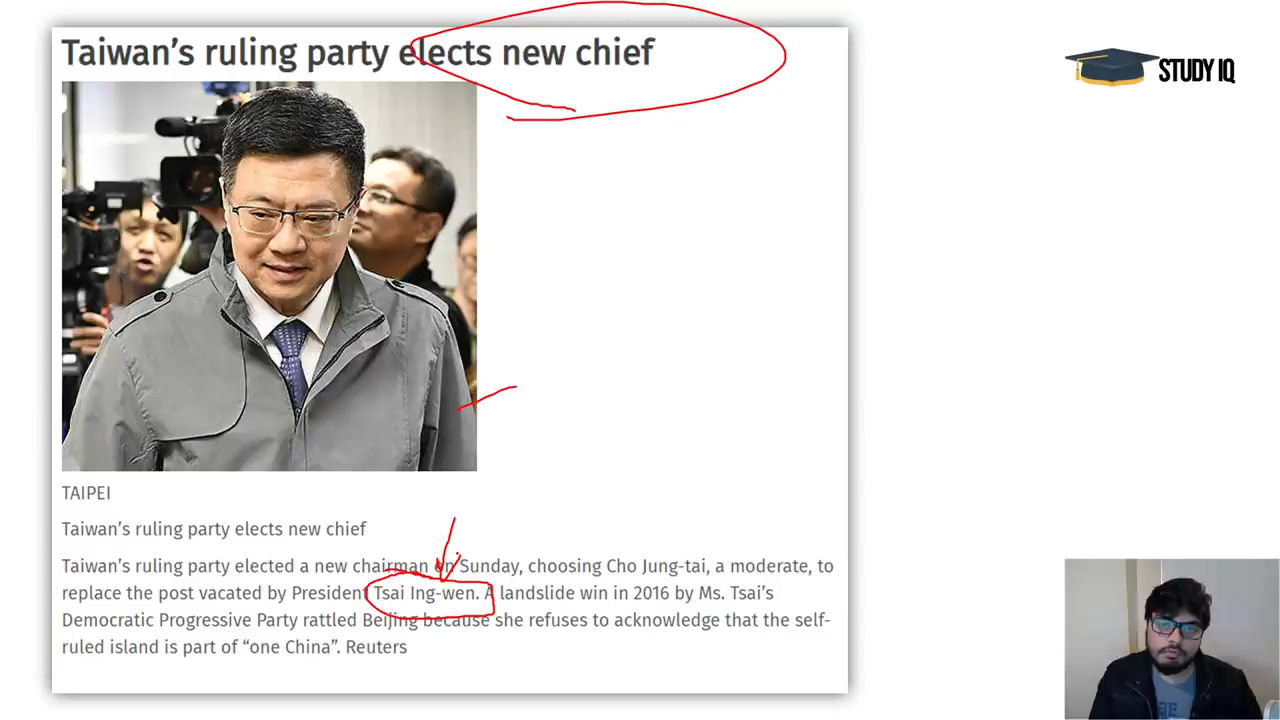 Taiwan’s ruling party elects new chief
STUDY IQ
TAIPEI
Taiwan’s ruling party elects new chief
Taiwan’s ruling party elected a new chairman on Sunday, choosing Cho Jung-tai, a moderate, to
replace the post vacated by President Tsai Ing-wen. A landslide win in 2016 by Ms. Tsai’s
Democratic Progressive Party rattled Beijing because she refuses to acknowledge that the self-
ruled island is part of “one China”. Reuters